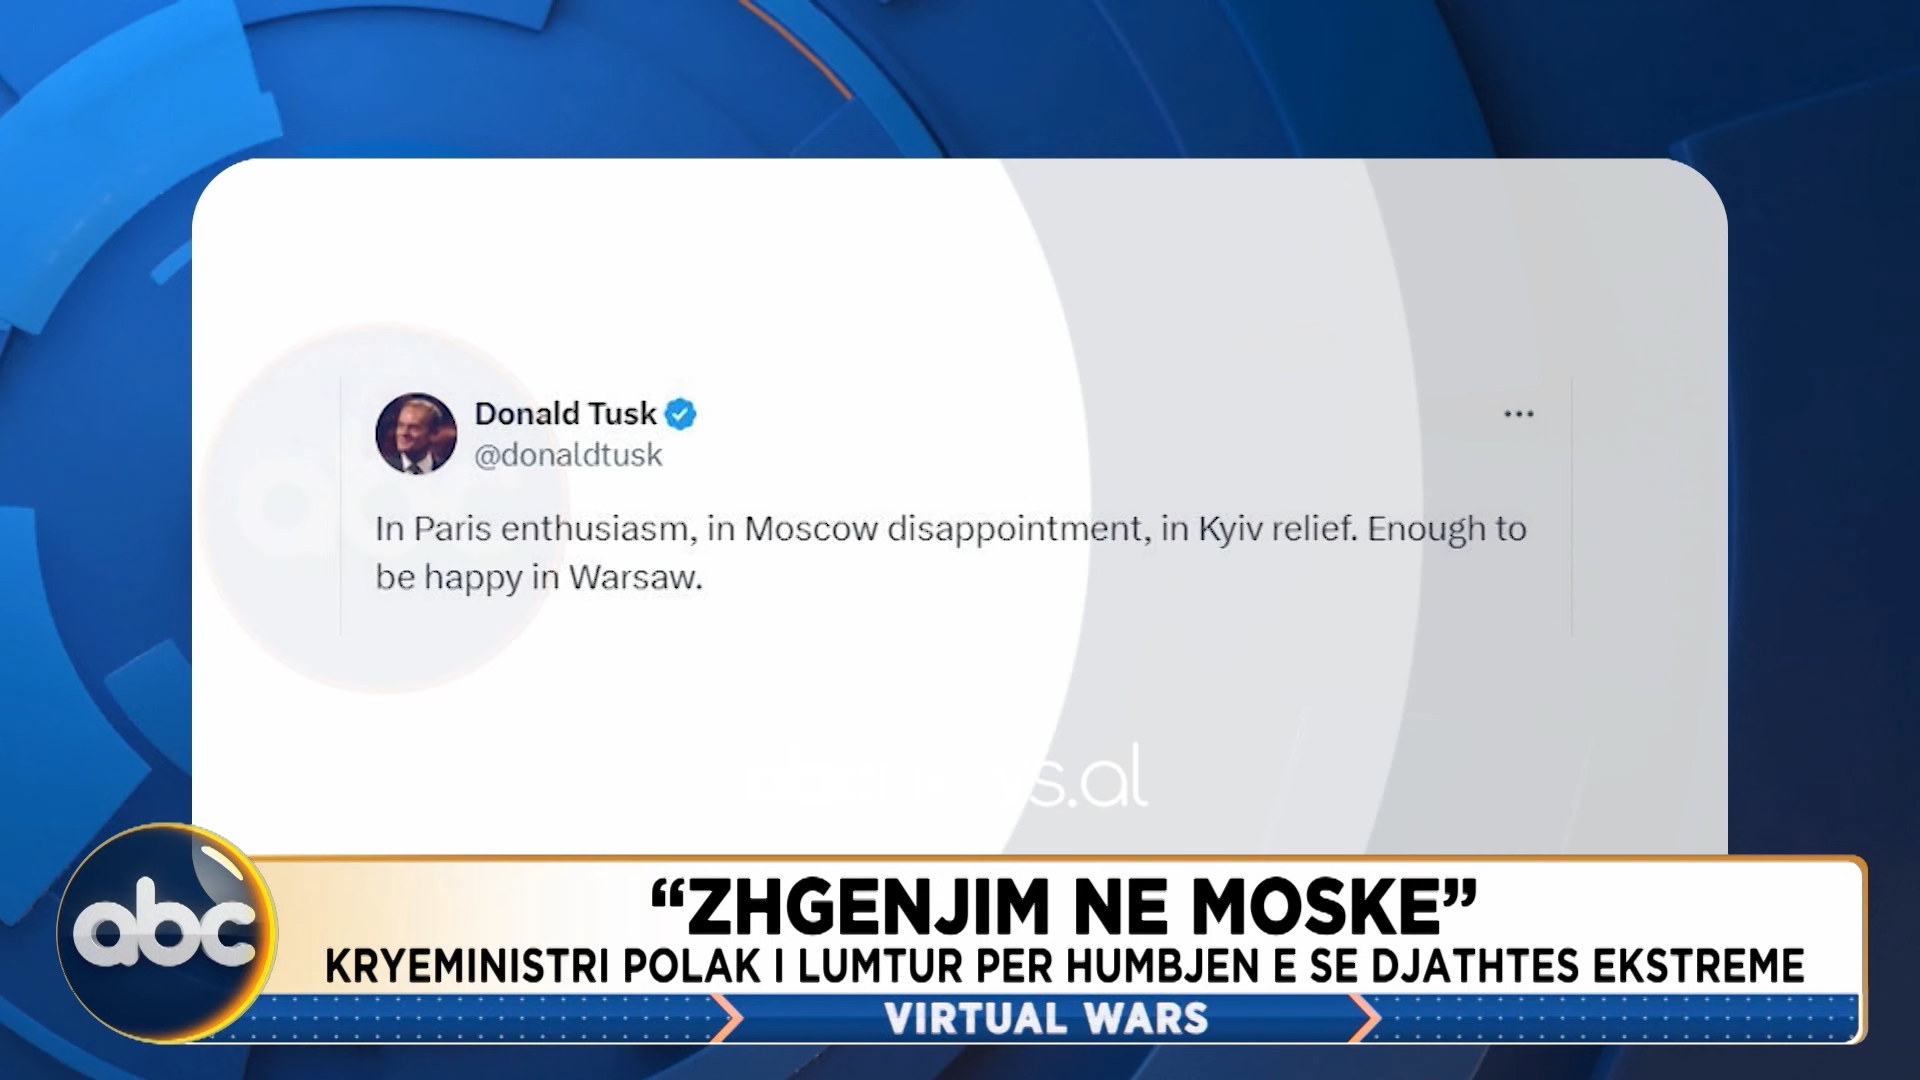 Donald Tusk
@donaldtusk
In Paris enthusiasm, in Moscow disappointment, in Kyiv relief. Enough to
be happy in Warsaw.
s.al
abc
“ZHGENJIM NE MOSKE”
KRYEMINISTRI POLAK I LUMTUR PER HUMBJEN E SE DJATHTES EKSTREME
VIRTUAL WARS